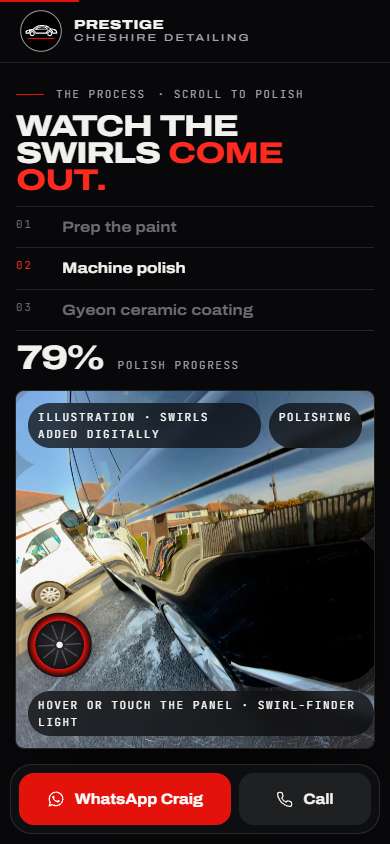 PRESTIGE
CHESHIRE DETAILING
THE PROCESS · SCROLL TO POLISH
WATCH THE
SWIRLS COME
OUT.
01 Prep the paint
02 Machine polish
03 Gyeon ceramic coating
79% POLISH PROGRESS
ILLUSTRATION · SWIRLS
ADDED DIGITALLY
POLISHING
HOVER OR TOUCH THE PANEL · SWIRL-FINDER
LIGHT
WhatsApp Craig
Call